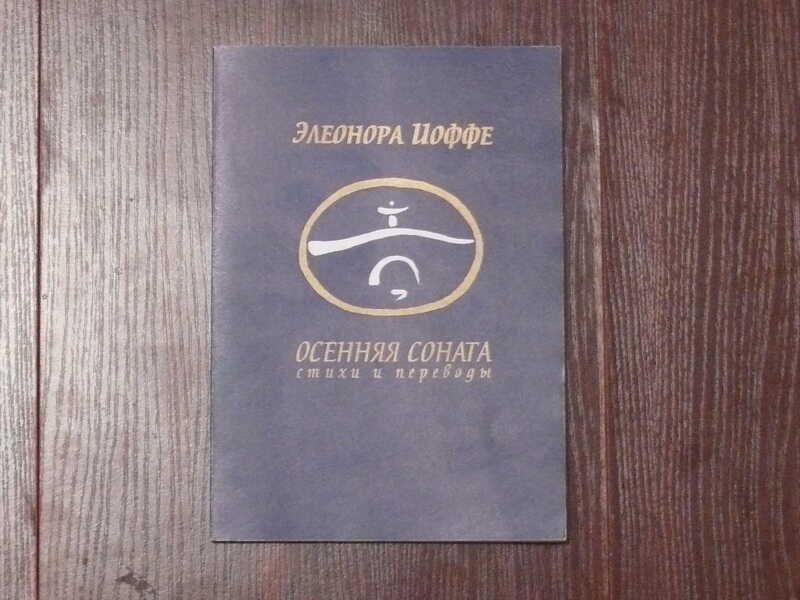 Элеонора Иоффе
ОСЕННЯЯ СОНАТА
стихи и переводы